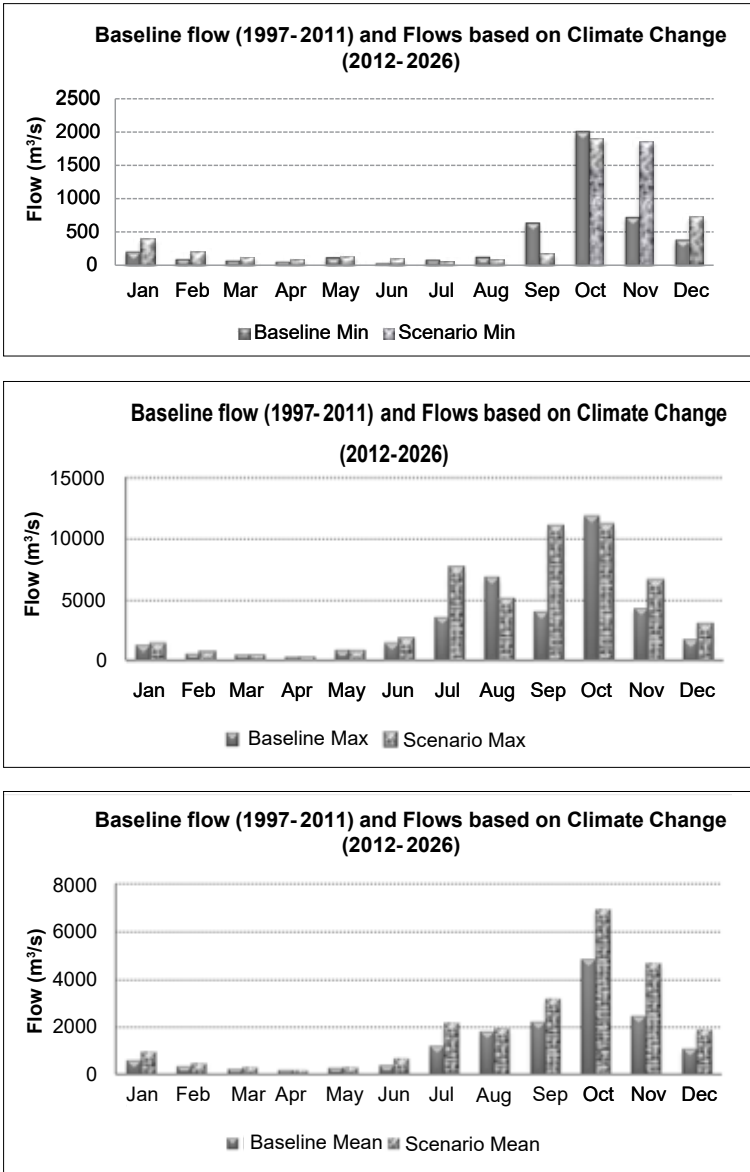 Baseline flow (1997-2011) and Flows based on Climate Change
(2012-2026)
Flow (m³/s)
2500
2000
1500
1000
500
0
Jan Feb Mar Apr May Jun Jul Aug Sep Oct Nov Dec
Baseline Min Scenario Min
Baseline flow (1997-2011) and Flows based on Climate Change
(2012-2026)
Flow (m³/s)
15000
10000
5000
0
Jan Feb Mar Apr May Jun Jul Aug Sep Oct Nov Dec
Baseline Max Scenario Max
Baseline flow (1997-2011) and Flows based on Climate Change
(2012-2026)
Flow (m³/s)
8000
6000
4000
2000
0
Jan Feb Mar Apr May Jun Jul Aug Sep Oct Nov Dec
Baseline Mean Scenario Mean